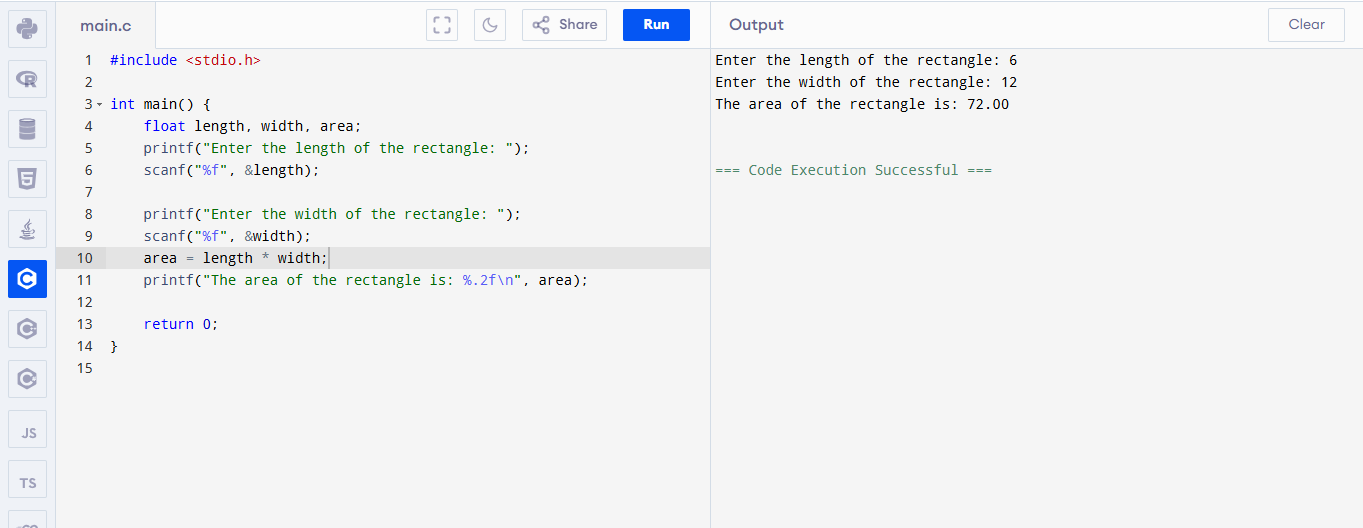 main.c
Share
Run
Output
Clear
1 #include <stdio.h>
2
3 int main() {
4     float length, width, area;
5     printf("Enter the length of the rectangle: ");
6     scanf("%f", &length);
7
8     printf("Enter the width of the rectangle: ");
9     scanf("%f", &width);
10     area = length * width;
11     printf("The area of the rectangle is: %.2f\n", area);
12
13     return 0;
14 }
15
Enter the length of the rectangle: 6
Enter the width of the rectangle: 12
The area of the rectangle is: 72.00
=== Code Execution Successful ===
R
5
C
C
C
JS
TS